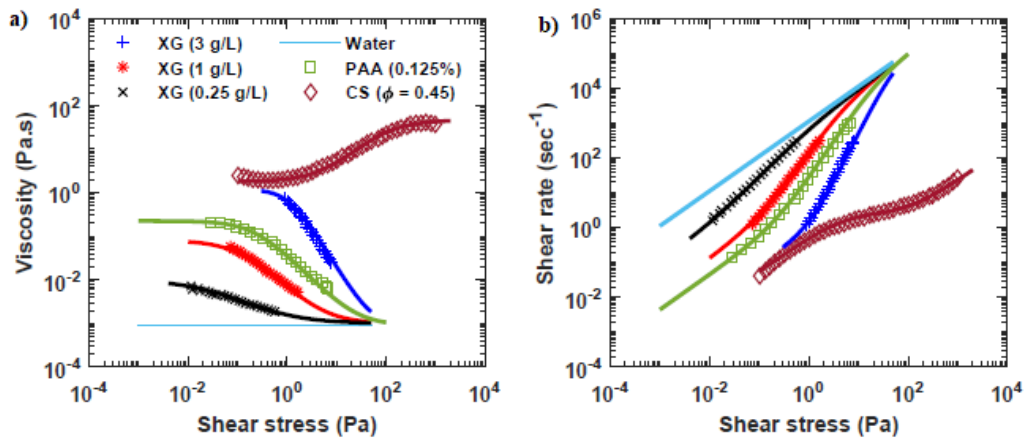 a)
XG (3 g/L)
XG (1 g/L)
XG (0.25 g/L)
Water
PAA (0.125%)
CS (ϕ = 0.45)
Viscosity (Pa.s)
10^4
10^2
10^0
10^-2
10^-4
10^-4 10^-2 10^0 10^2 10^4
Shear stress (Pa)
b)
Shear rate (sec^-1)
10^6
10^4
10^2
10^0
10^-2
10^-4
10^-4 10^-2 10^0 10^2 10^4
Shear stress (Pa)